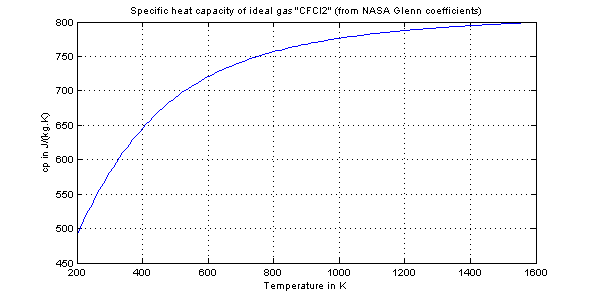 Specific heat capacity of ideal gas "CFCl2" (from NASA Glenn coefficients)
800
750
700
650
600
550
500
450
cp in J/(kg.K)
200 400 600 800 1000 1200 1400 1600
Temperature in K